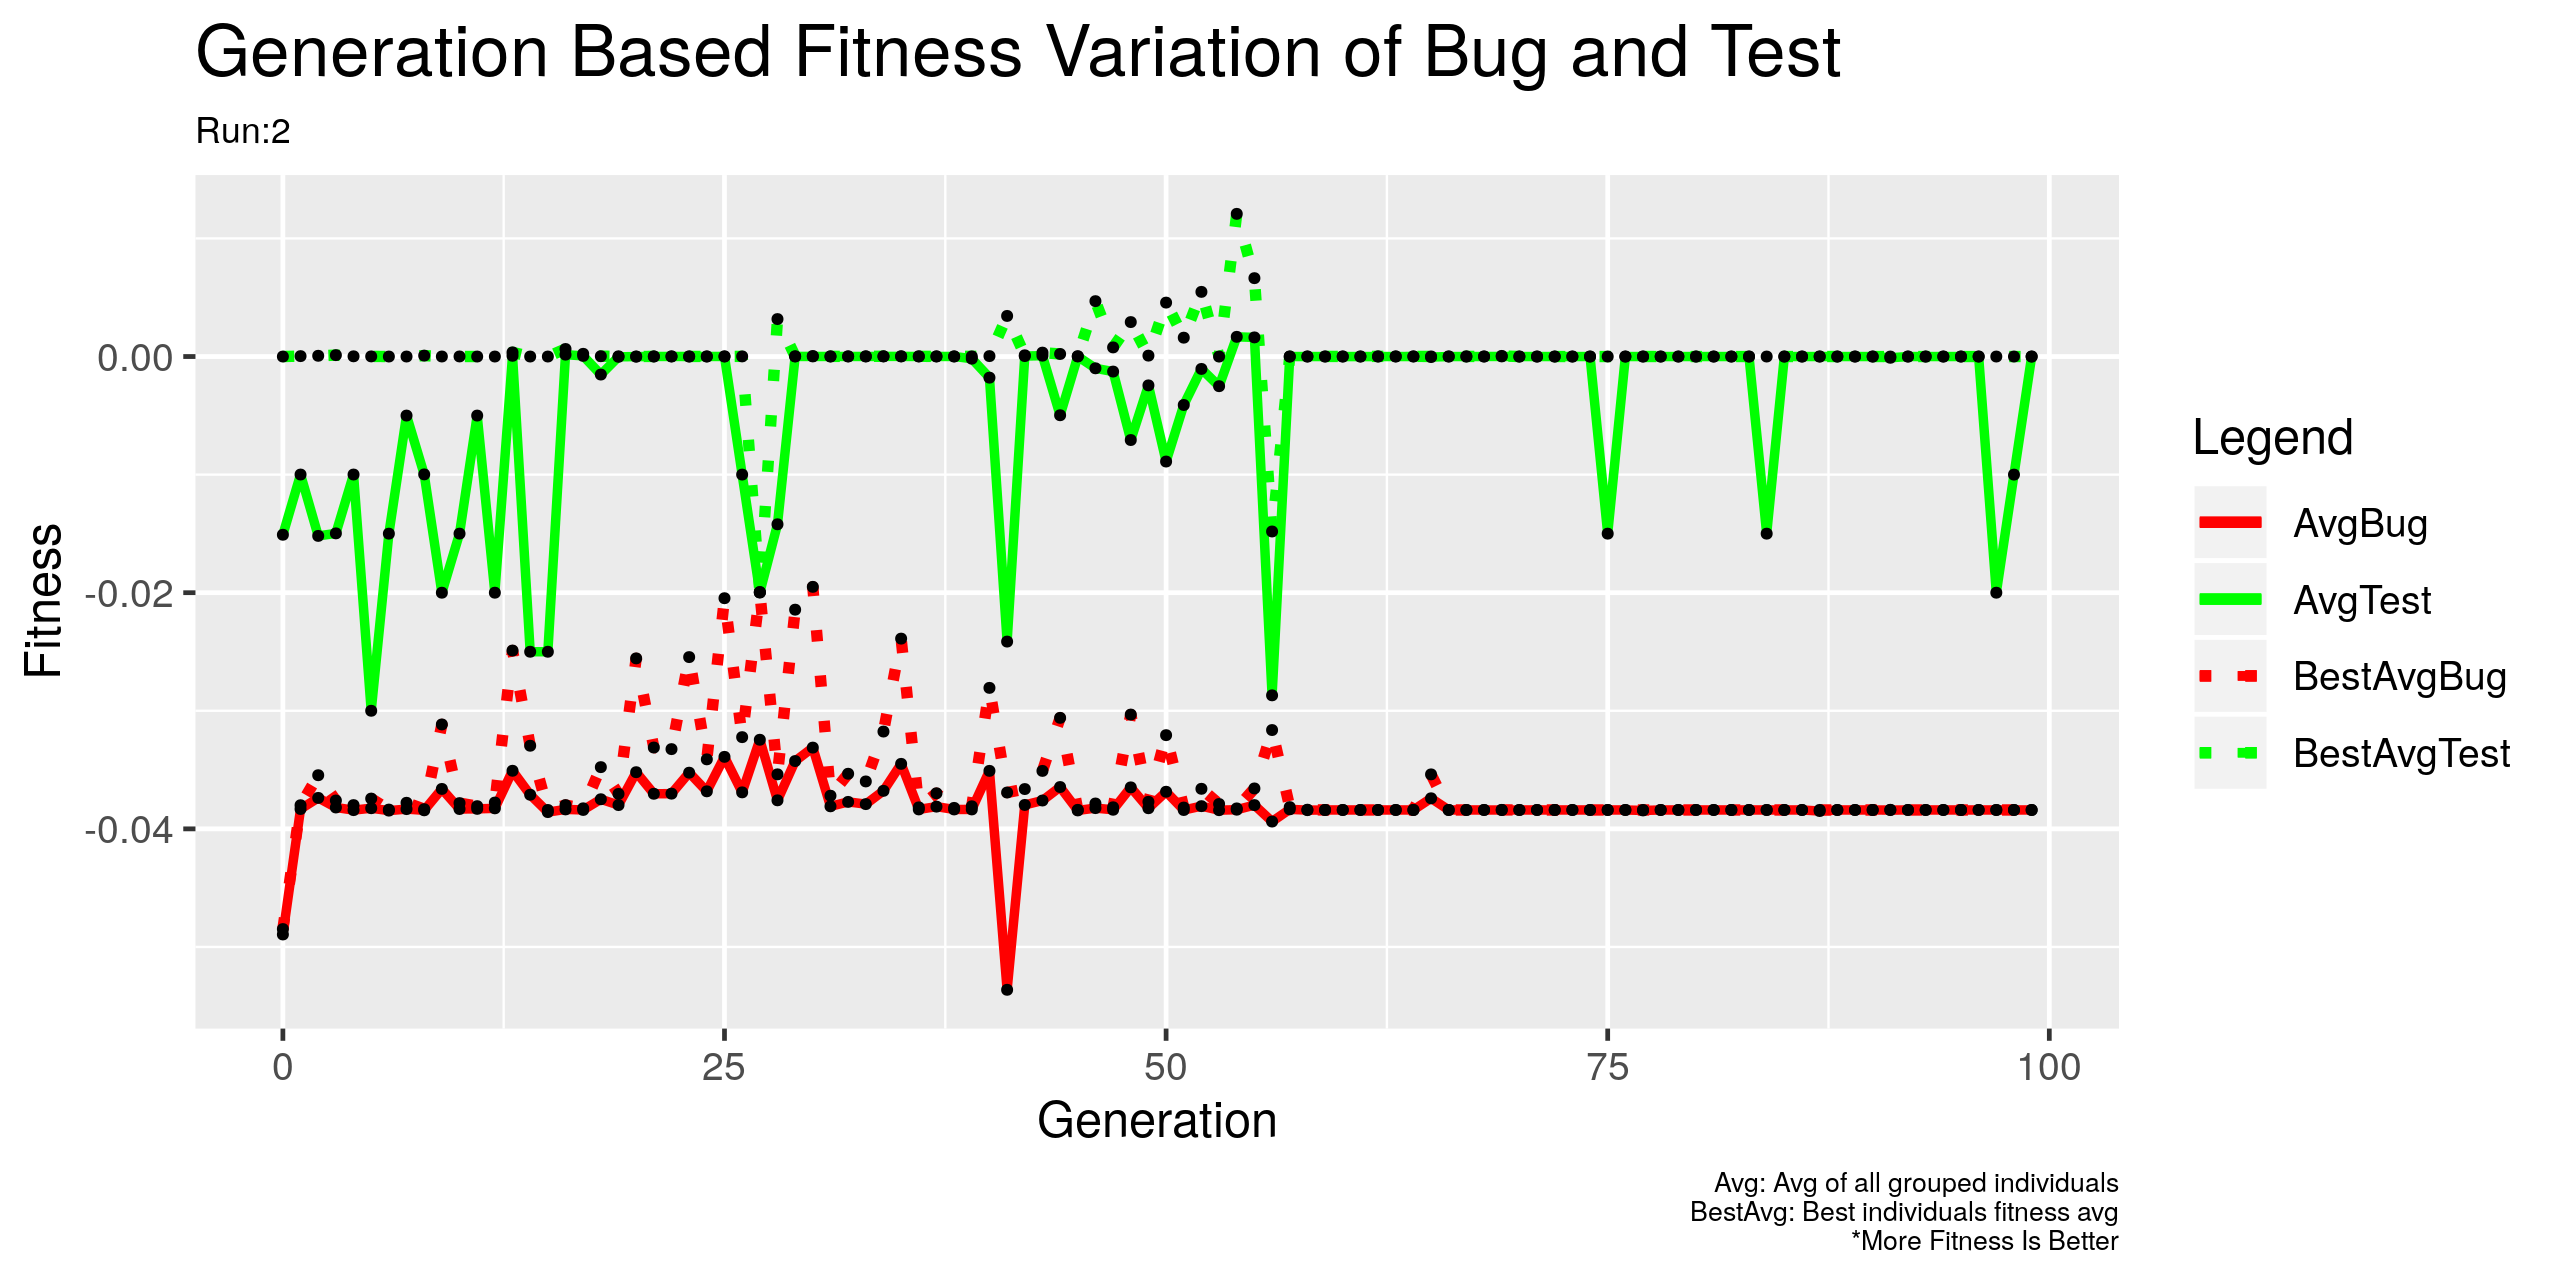 Generation Based Fitness Variation of Bug and Test
Run:2
Fitness
0.00
-0.02
-0.04
0
25
50
75
100
Generation
Legend
AvgBug
AvgTest
BestAvgBug
BestAvgTest
Avg: Avg of all grouped individuals
BestAvg: Best individuals fitness avg
*More Fitness Is Better